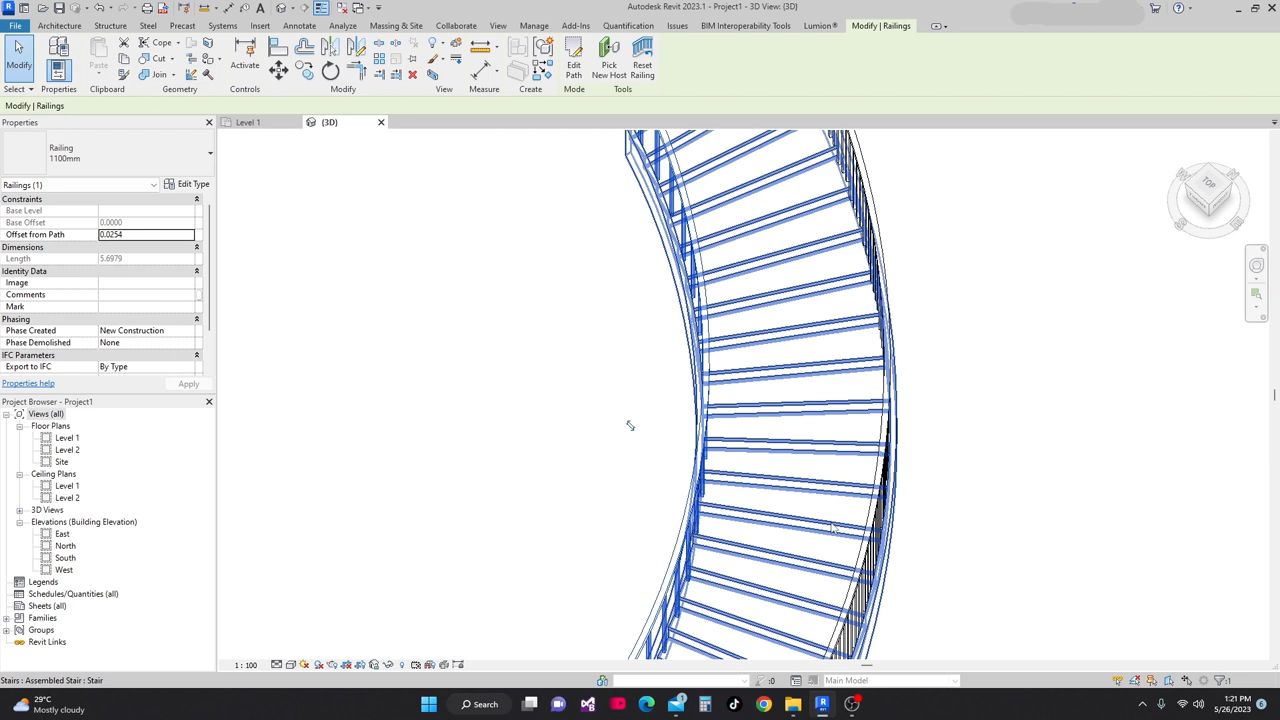 Autodesk Revit 2023.1 - Project1 - 3D View: {3D}
File Architecture Structure Steel Precast Systems Insert Annotate Analyze Massing & Site Collaborate View Manage Add-Ins Quantification Issues BIM Interoperability Tools Lumion® Modify | Railings
Modify
Paste
Cope
Cut
Join
Activate
Edit Path
Pick New Host
Reset Railing
Select Properties Clipboard Geometry Controls Modify View Measure Create Mode Tools
Modify | Railings
Properties
Level 1
{3D}
Railing
1100mm
Railings (1)
Edit Type
Constraints
Base Level
Base Offset 0.0000
Offset from Path 0.0254
Dimensions
Length 5.6979
Identity Data
Image
Comments
Mark
Phasing
Phase Created New Construction
Phase Demolished None
IFC Parameters
Export to IFC By Type
Properties help
Apply
Project Browser - Project1
Views (all)
Floor Plans
Level 1
Level 2
Site
Ceiling Plans
Level 1
Level 2
3D Views
Elevations (Building Elevation)
East
North
South
West
Legends
Schedules/Quantities (all)
Sheets (all)
Families
Groups
Revit Links
TOP
1 : 100
Stairs : Assembled Stair : Stair
:0
Main Model
:1
29°C
Mostly cloudy
Search
1:21 PM
5/26/2023